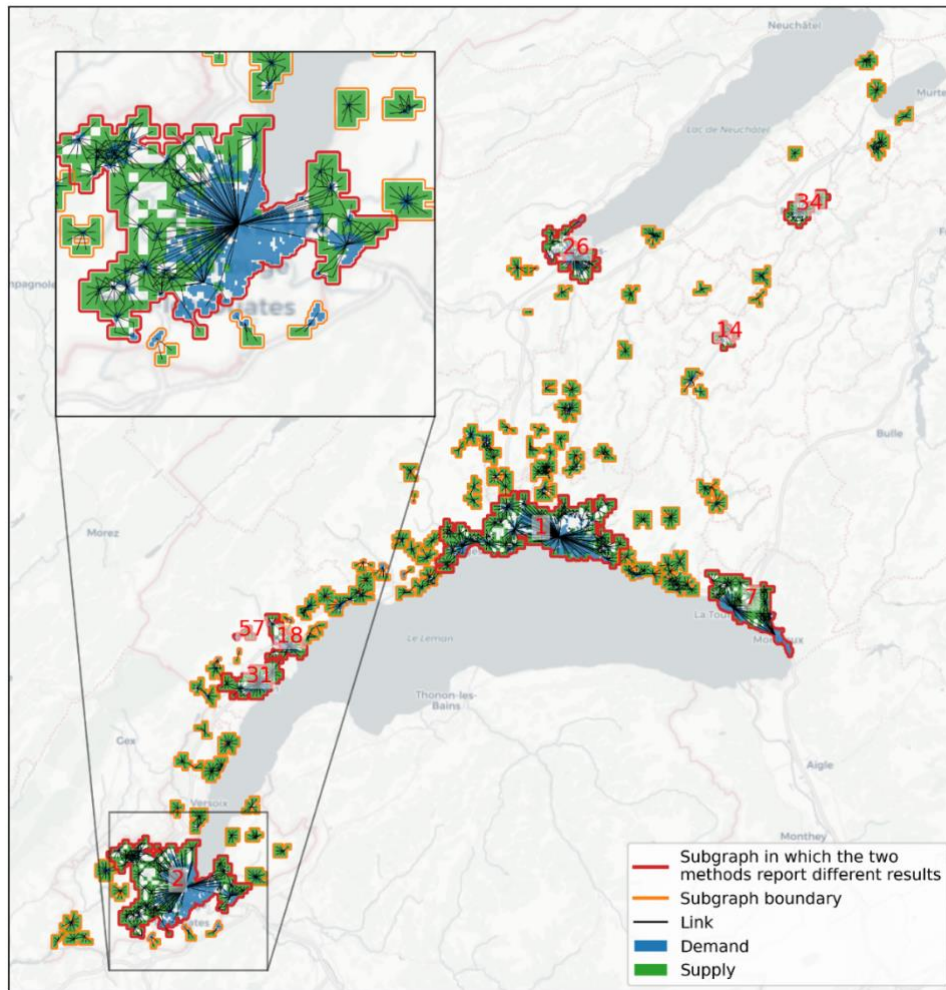 Neuchâtel
Murte
Lac de Neuchâtel
34
26
ampagnole
14
Bulle
1
Morez
7
La Tour
57
18
Le Léman
31
Thonon-les-
Bains
Gex
Aigle
Versoix
Monthey
2
Subgraph in which the two
methods report different results
Subgraph boundary
Link
Demand
Supply